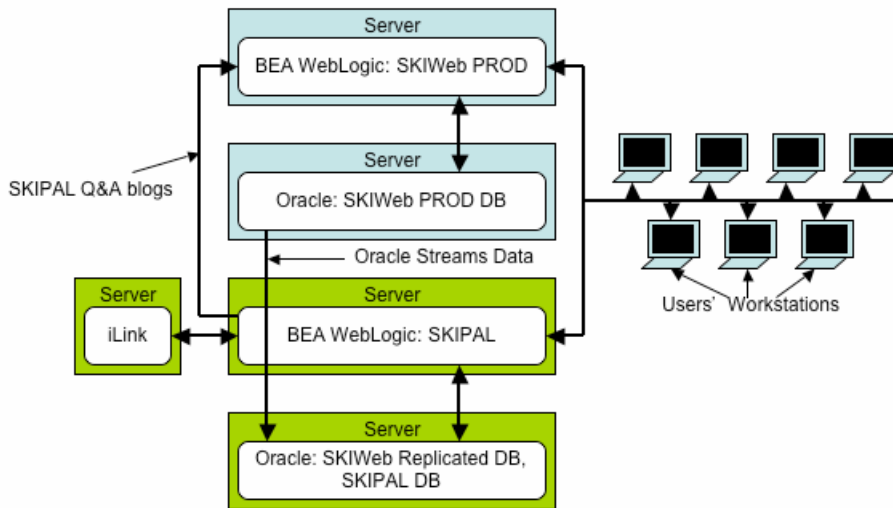 Server
BEA WebLogic: SKIWeb PROD
Server
Oracle: SKIWeb PROD DB
SKIPAL Q&A blogs
Oracle Streams Data
Users’ Workstations
Server
iLink
Server
BEA WebLogic: SKIPAL
Server
Oracle: SKIWeb Replicated DB,
SKIPAL DB